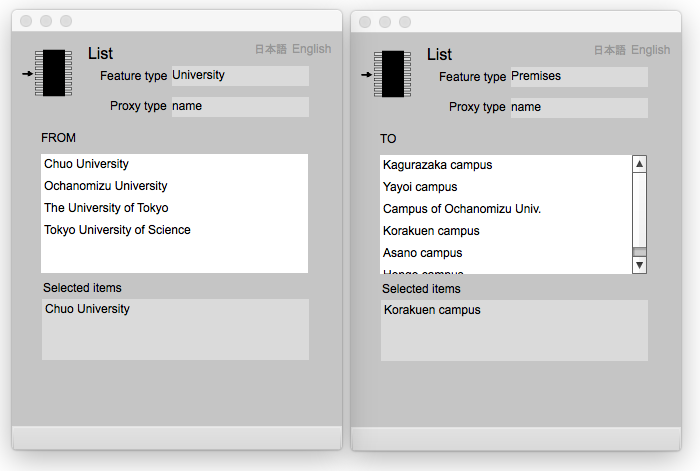 List
日本語 English
Feature type University
Proxy type name
FROM
Chuo University
Ochanomizu University
The University of Tokyo
Tokyo University of Science
Selected items
Chuo University
List
日本語 English
Feature type Premises
Proxy type name
TO
Kagurazaka campus
Yayoi campus
Campus of Ochanomizu Univ.
Korakuen campus
Asano campus
Hongo campus
Selected items
Korakuen campus